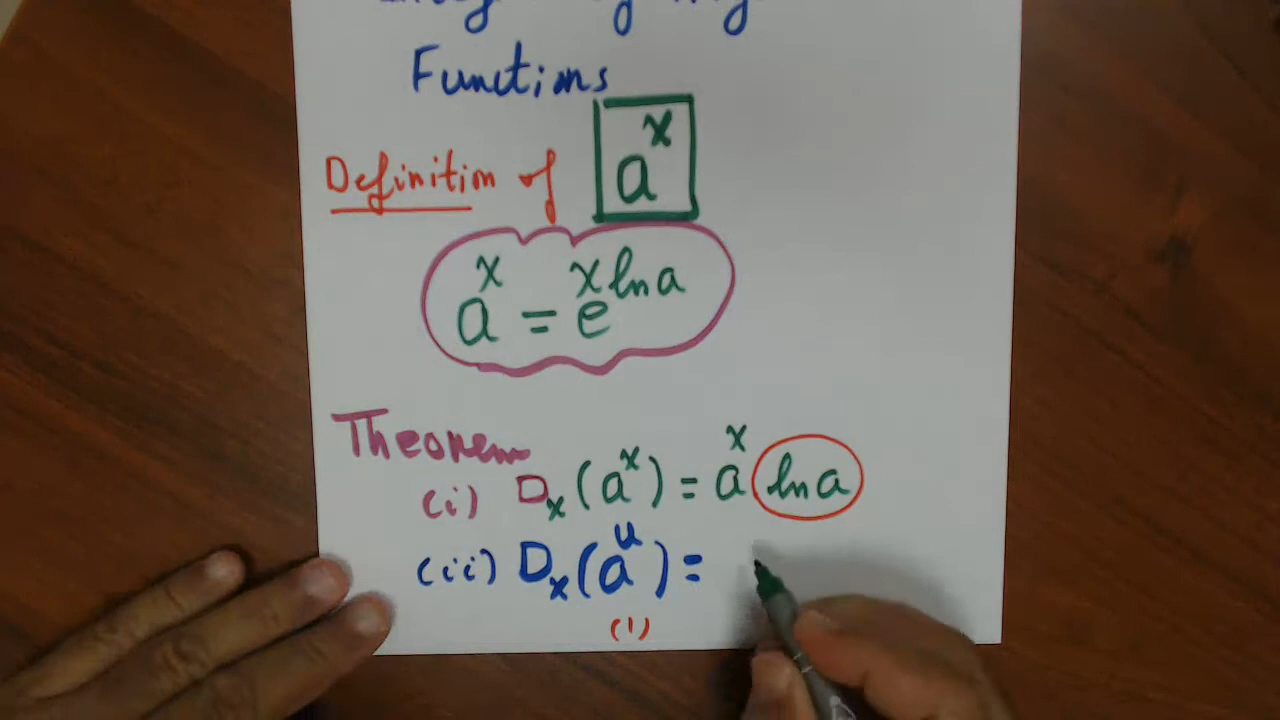 Functions
Definition of a^x
a^x = e^{x ln a}
Theorem
(i) D_x(a^x) = a^x ln a
(ii) D_x(a^u) =
(1)